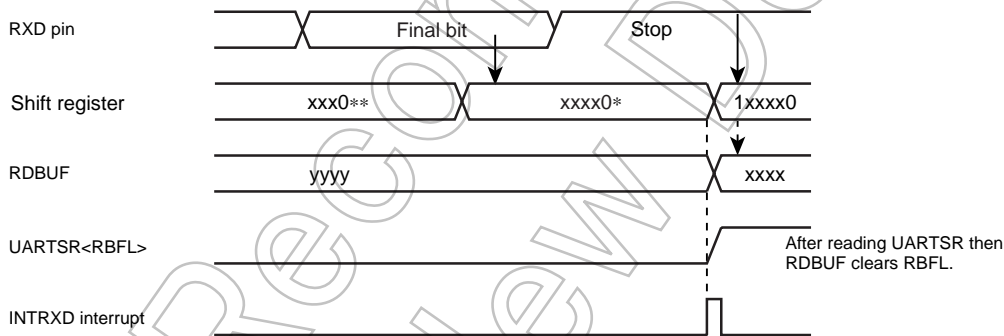 RXD pin
Final bit
Stop
Shift register
xxx0**
xxxx0*
1xxxx0
RDBUF
yyyy
xxxx
UARTSR<RBFL>
After reading UARTSR then
RDBUF clears RBFL.
INTRXD interrupt